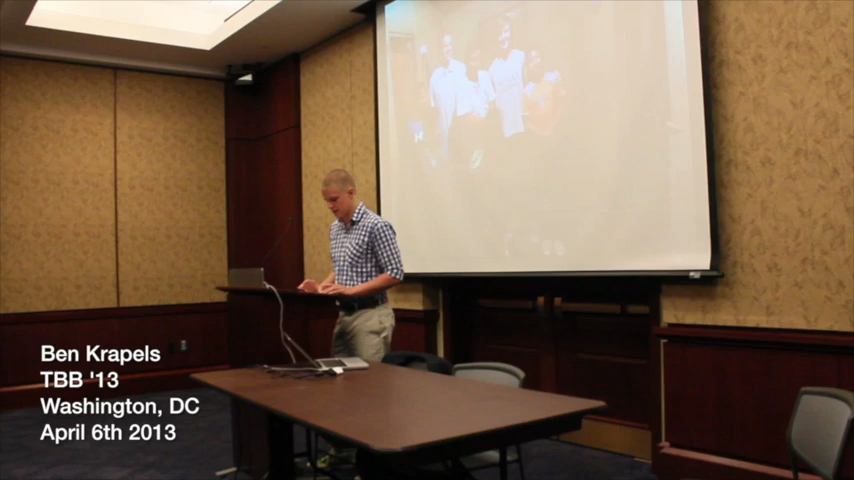 Ben Krapels
TBB '13
Washington, DC
April 6th 2013